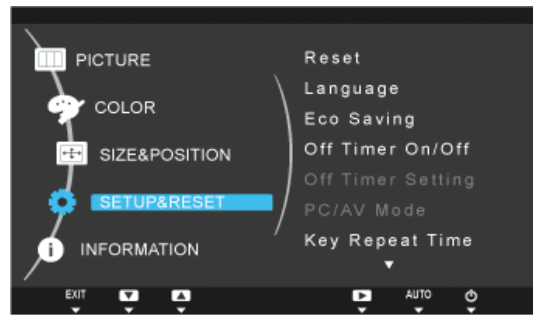 PICTURE
COLOR
SIZE&POSITION
SETUP&RESET
INFORMATION
Reset
Language
Eco Saving
Off Timer On/Off
Off Timer Setting
PC/AV Mode
Key Repeat Time
EXIT
AUTO